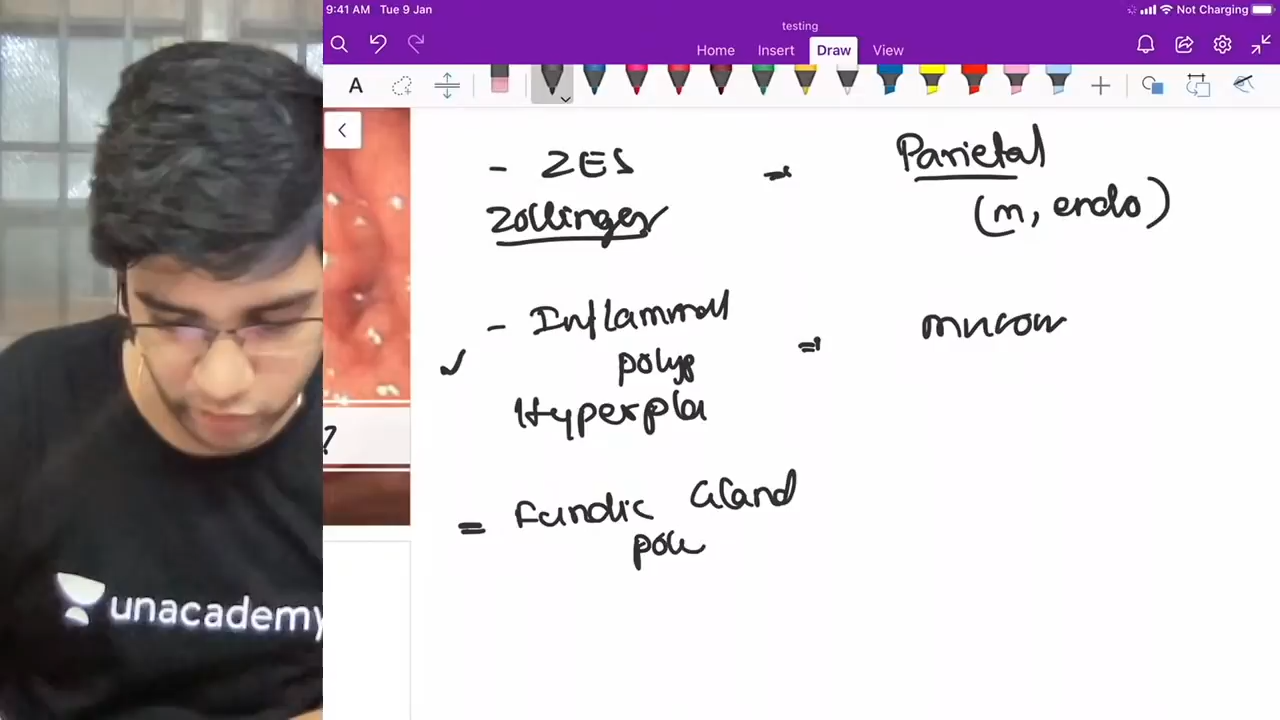 9:41 AM Tue 9 Jan
Not Charging
testing
Home Insert Draw View
A
- ZES = Parietal
Zollinger (m, endo)
- Inflammat = mucou
✓ polyp
Hyperpla
?
= Fundic Gland
pol
unacademy